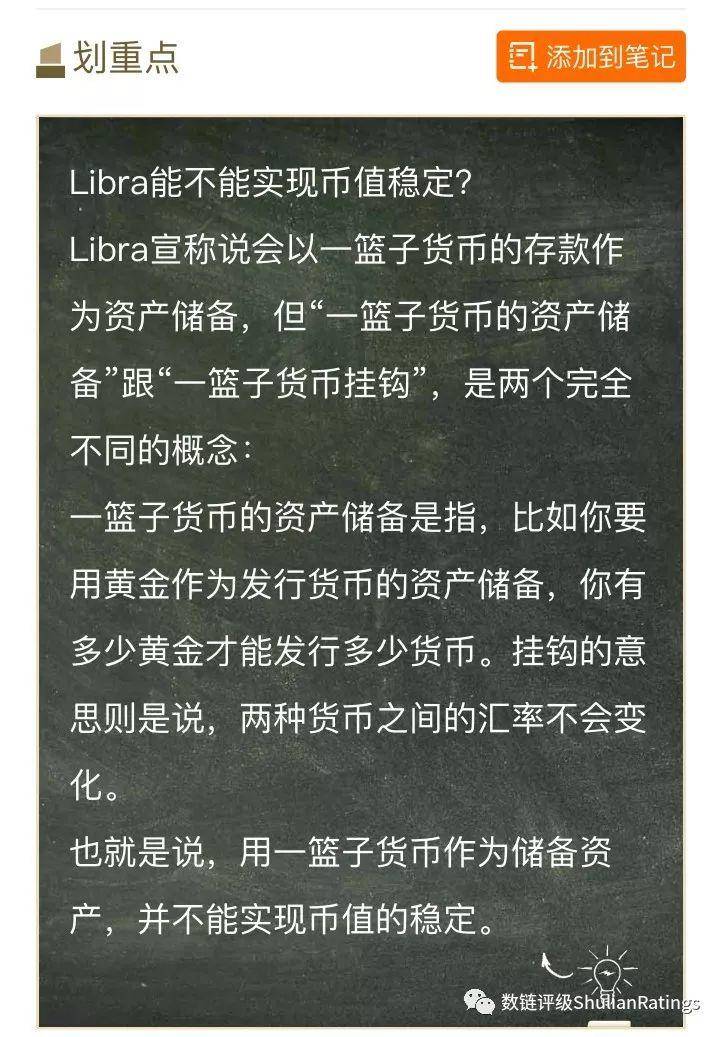 划重点
添加到笔记
Libra能不能实现币值稳定？
Libra宣称说会以一篮子货币的存款作
为资产储备，但“一篮子货币的资产储
备”跟“一篮子货币挂钩”，是两个完全
不同的概念：
一篮子货币的资产储备是指，比如你要
用黄金作为发行货币的资产储备，你有
多少黄金才能发行多少货币。挂钩的意
思则是说，两种货币之间的汇率不会变
化。
也就是说，用一篮子货币作为储备资
产，并不能实现币值的稳定。
数链评级ShulianRatings